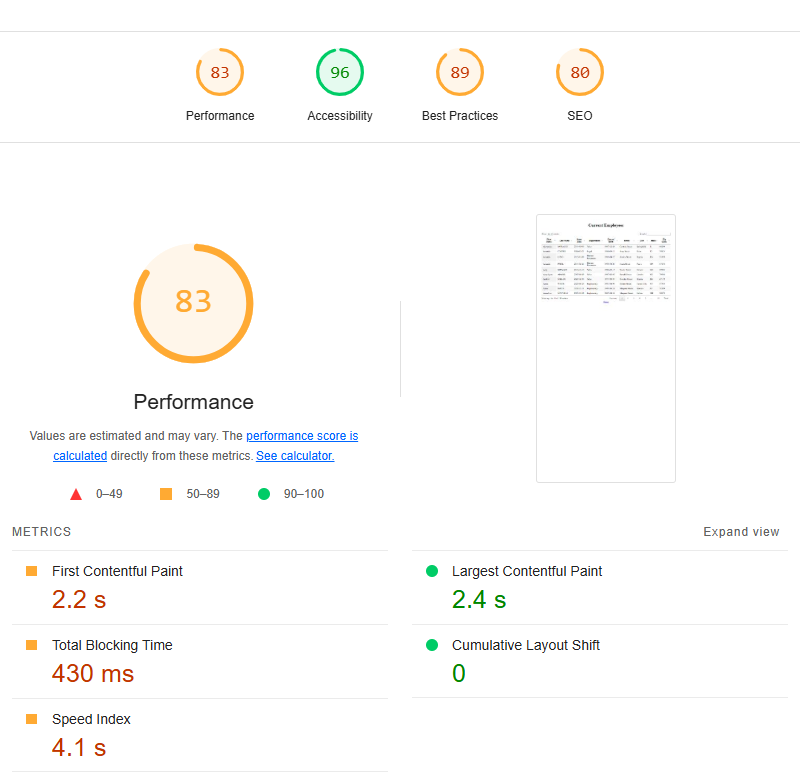 83
96
89
80
Performance
Accessibility
Best Practices
SEO
83
Performance
Values are estimated and may vary. The performance score is
calculated directly from these metrics. See calculator.
0–49
50–89
90–100
Current Employees
METRICS
Expand view
First Contentful Paint
2.2 s
Largest Contentful Paint
2.4 s
Total Blocking Time
430 ms
Cumulative Layout Shift
0
Speed Index
4.1 s